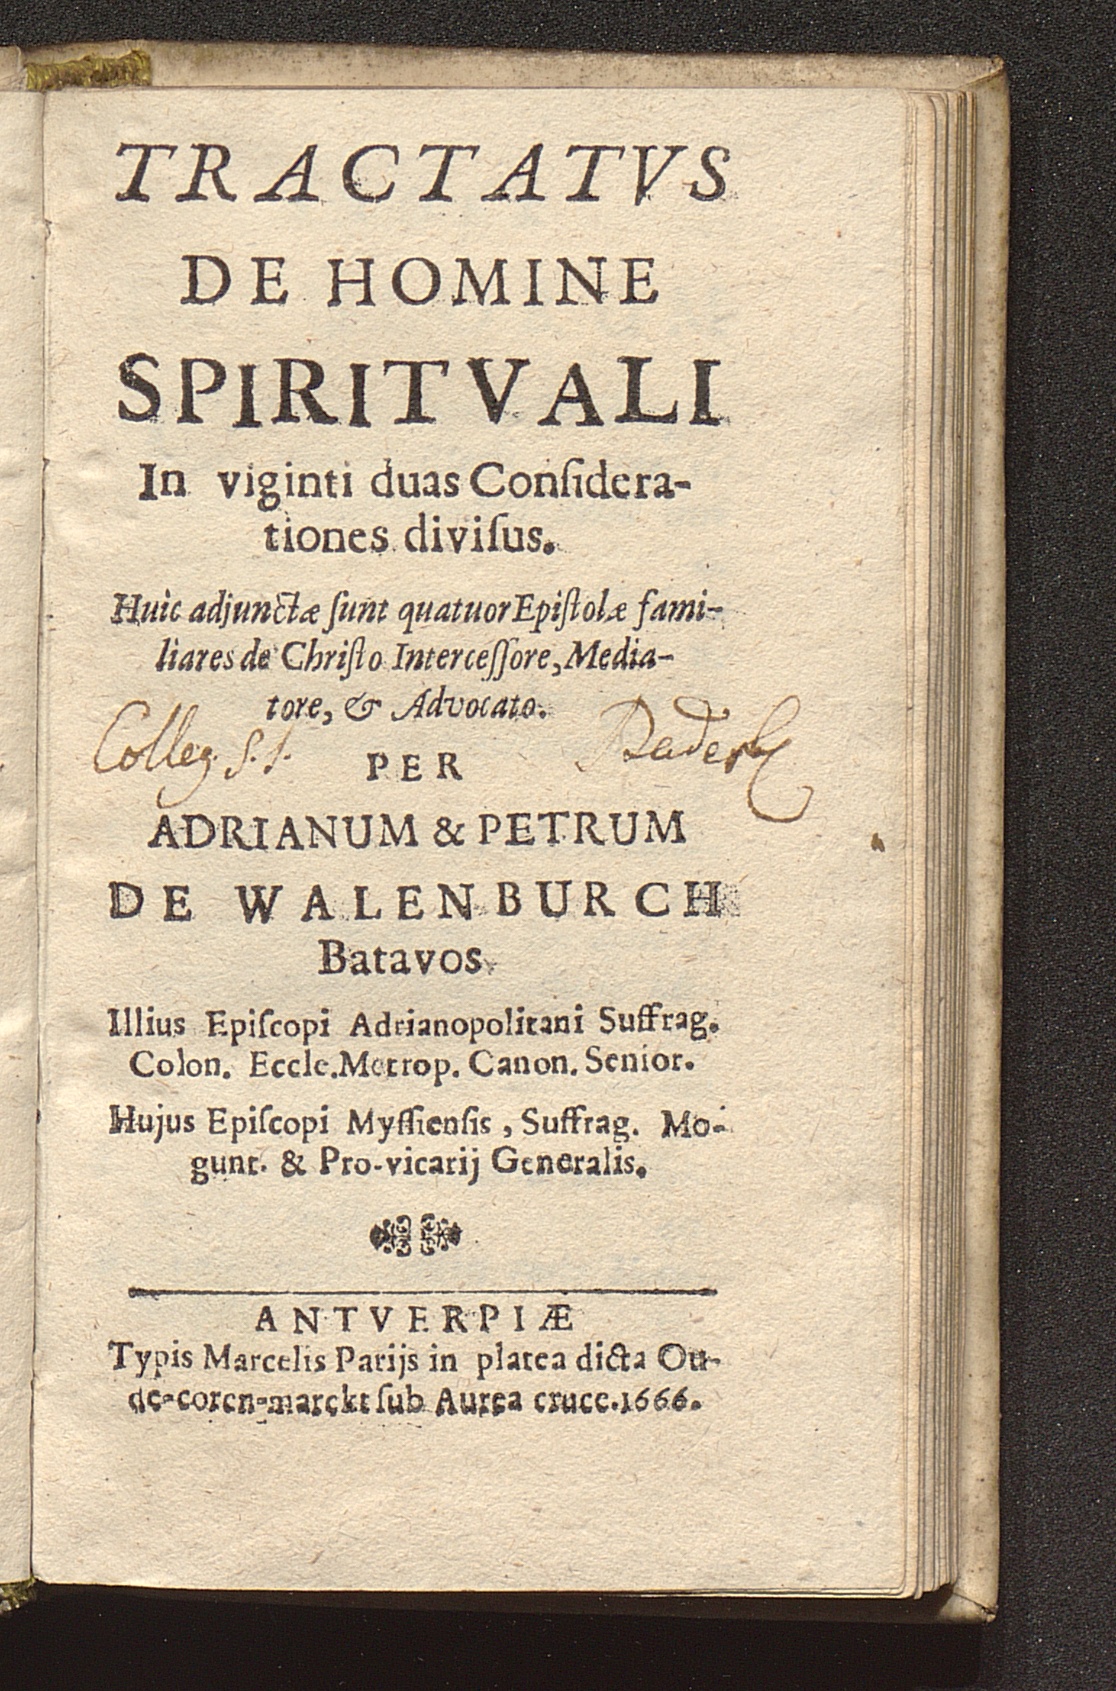 TRACTATVS
DE HOMINE
SPIRITVALI
In viginti duas Conſidera-
tiones diviſus.
Huic adjunctæ ſunt quatuor Epiſtolæ fami-
liares de Chriſto Interceſſore, Media-
tore, & Advocato.
Colleg. S. J. Paderb
PER
ADRIANUM & PETRUM
DE WALENBURCH
Batavos.
Illius Epiſcopi Adrianopolitani Suffrag.
Colon. Eccle. Metrop. Canon. Senior.
Hujus Epiſcopi Myſſienſis, Suffrag. Mo-
gunt. & Pro-vicarij Generalis.
ANTVERPIÆ
Typis Marcelis Parijs in platea dicta Ou-
de-coren-marckt ſub Aurea cruce. 1666.